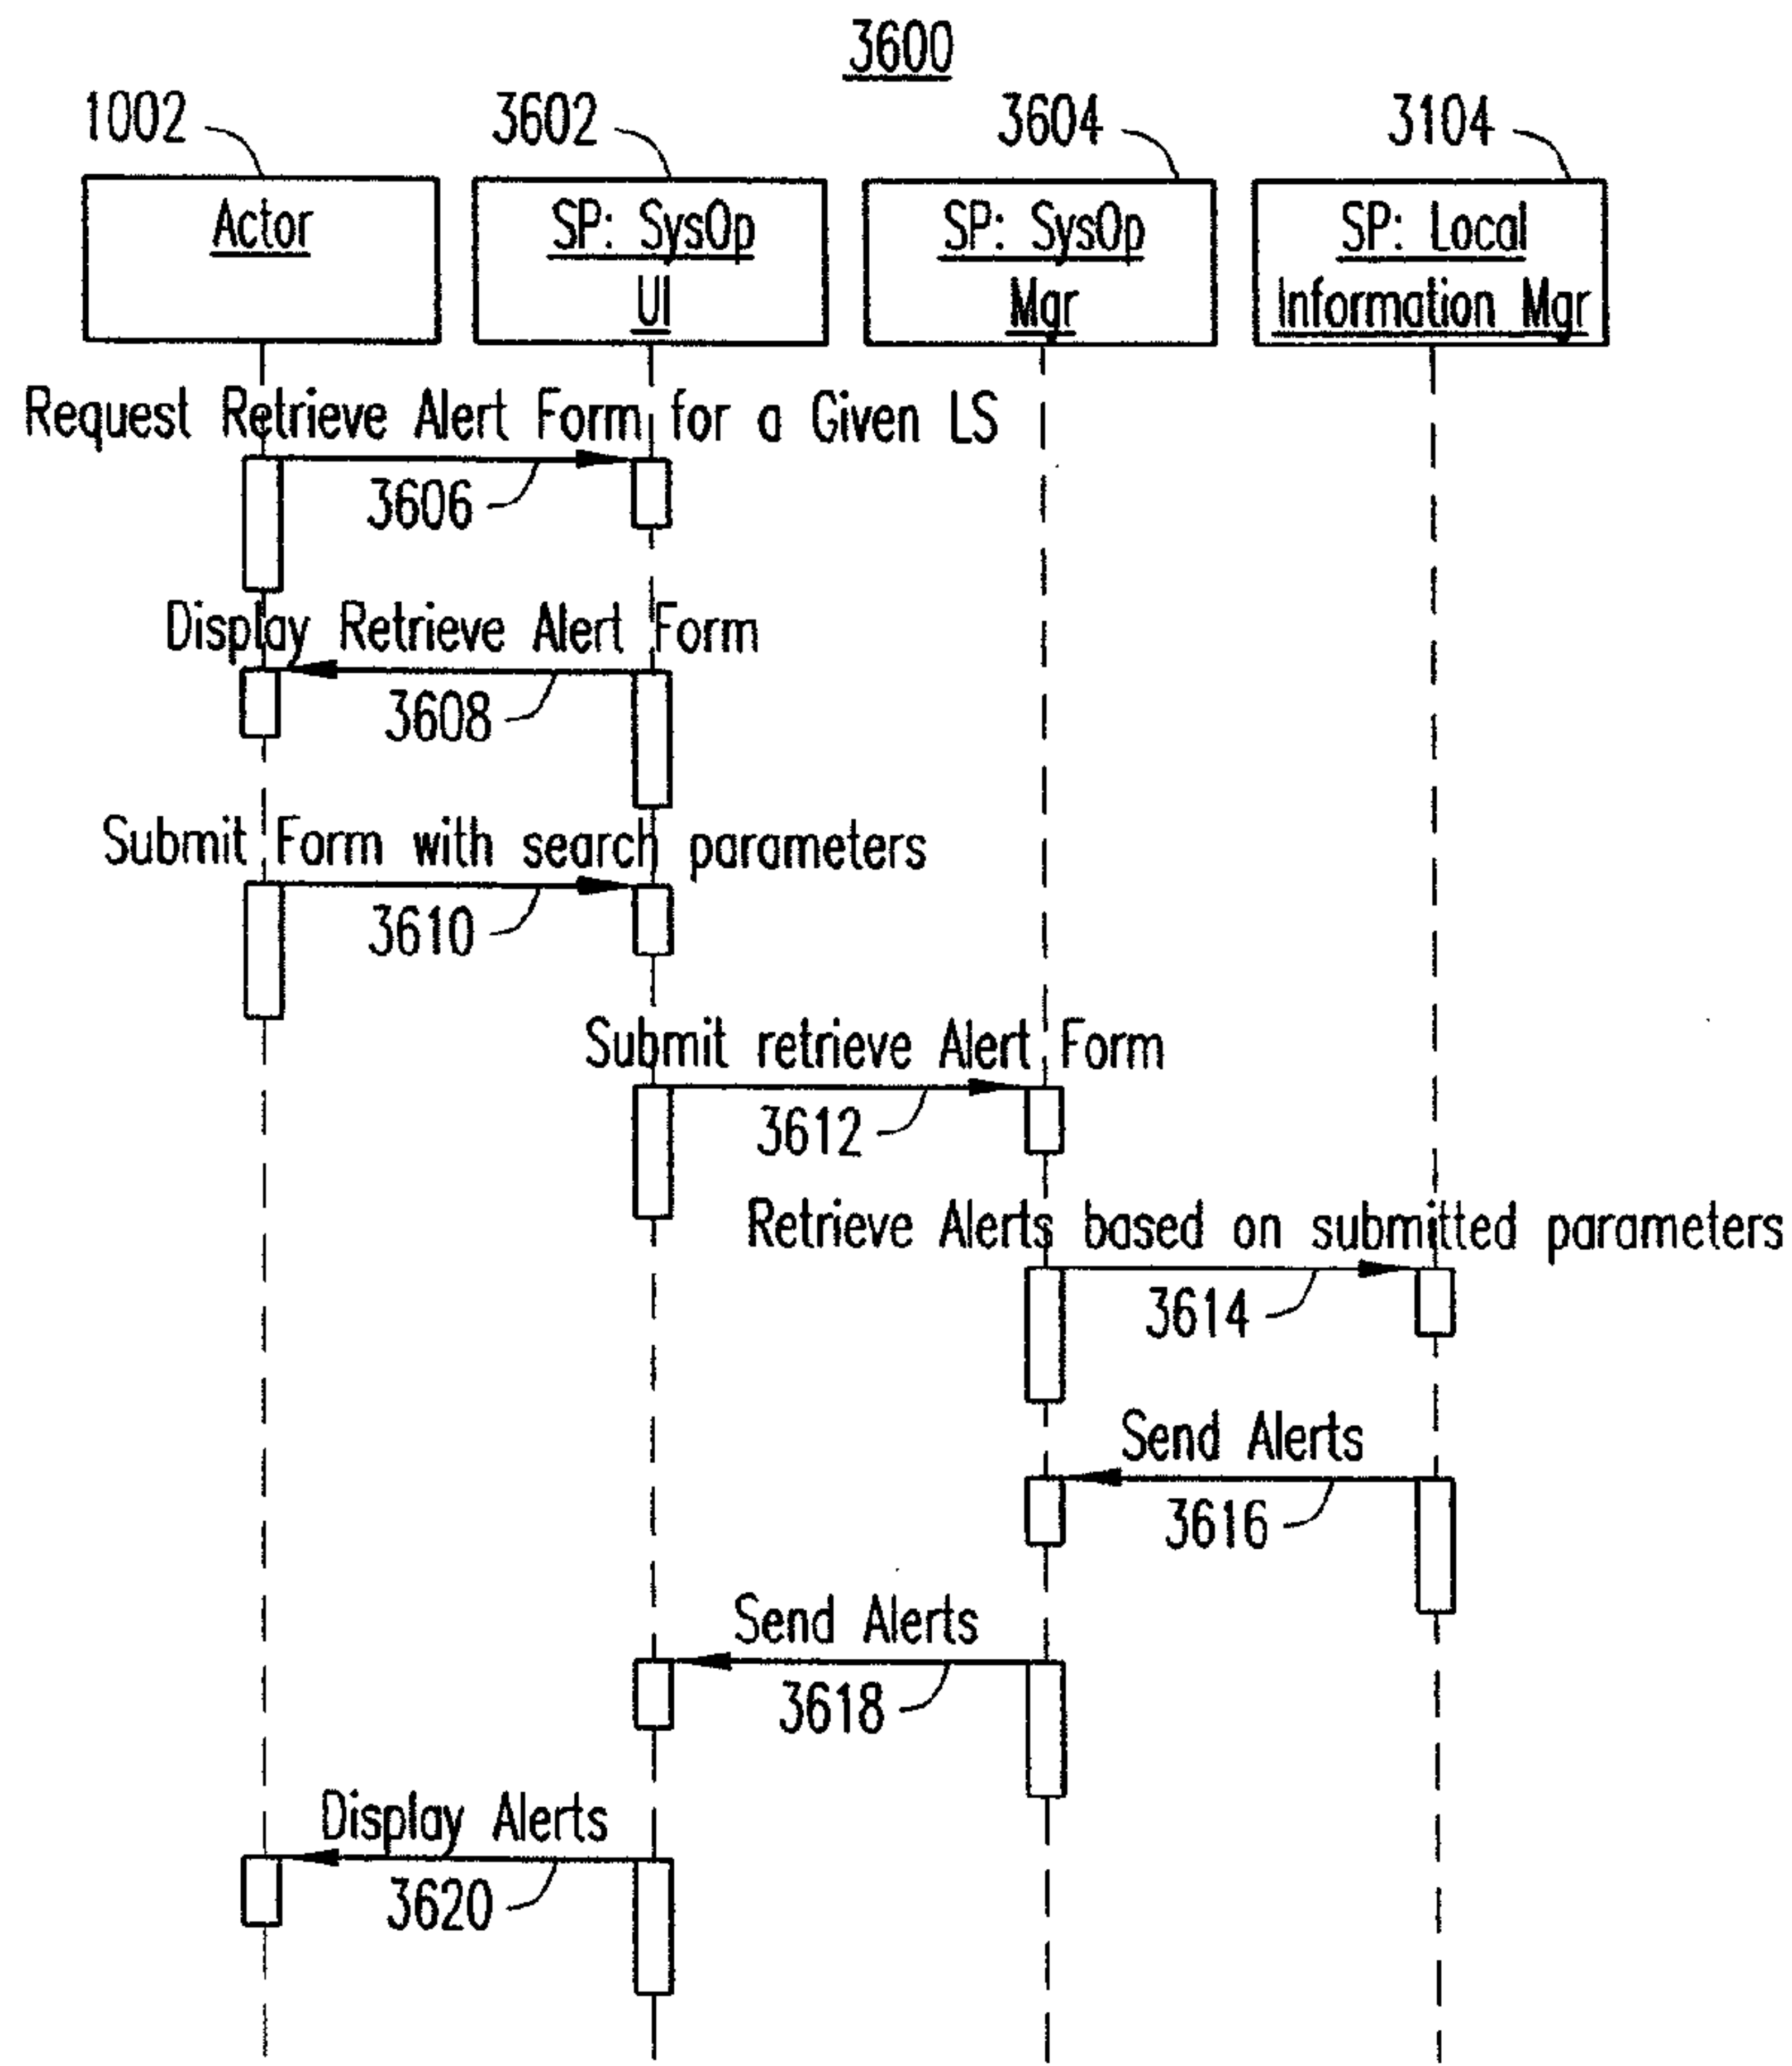 3600
1002
3602
3604
3104
Actor
SP: SysOp
UI
SP: SysOp
Mgr
SP: Local
Information Mgr
Request Retrieve Alert Form for a Given LS
3606
Display Retrieve Alert Form
3608
Submit Form with search parameters
3610
Submit retrieve Alert Form
3612
Retrieve Alerts based on submitted parameters
3614
Send Alerts
3616
Send Alerts
3618
Display Alerts
3620